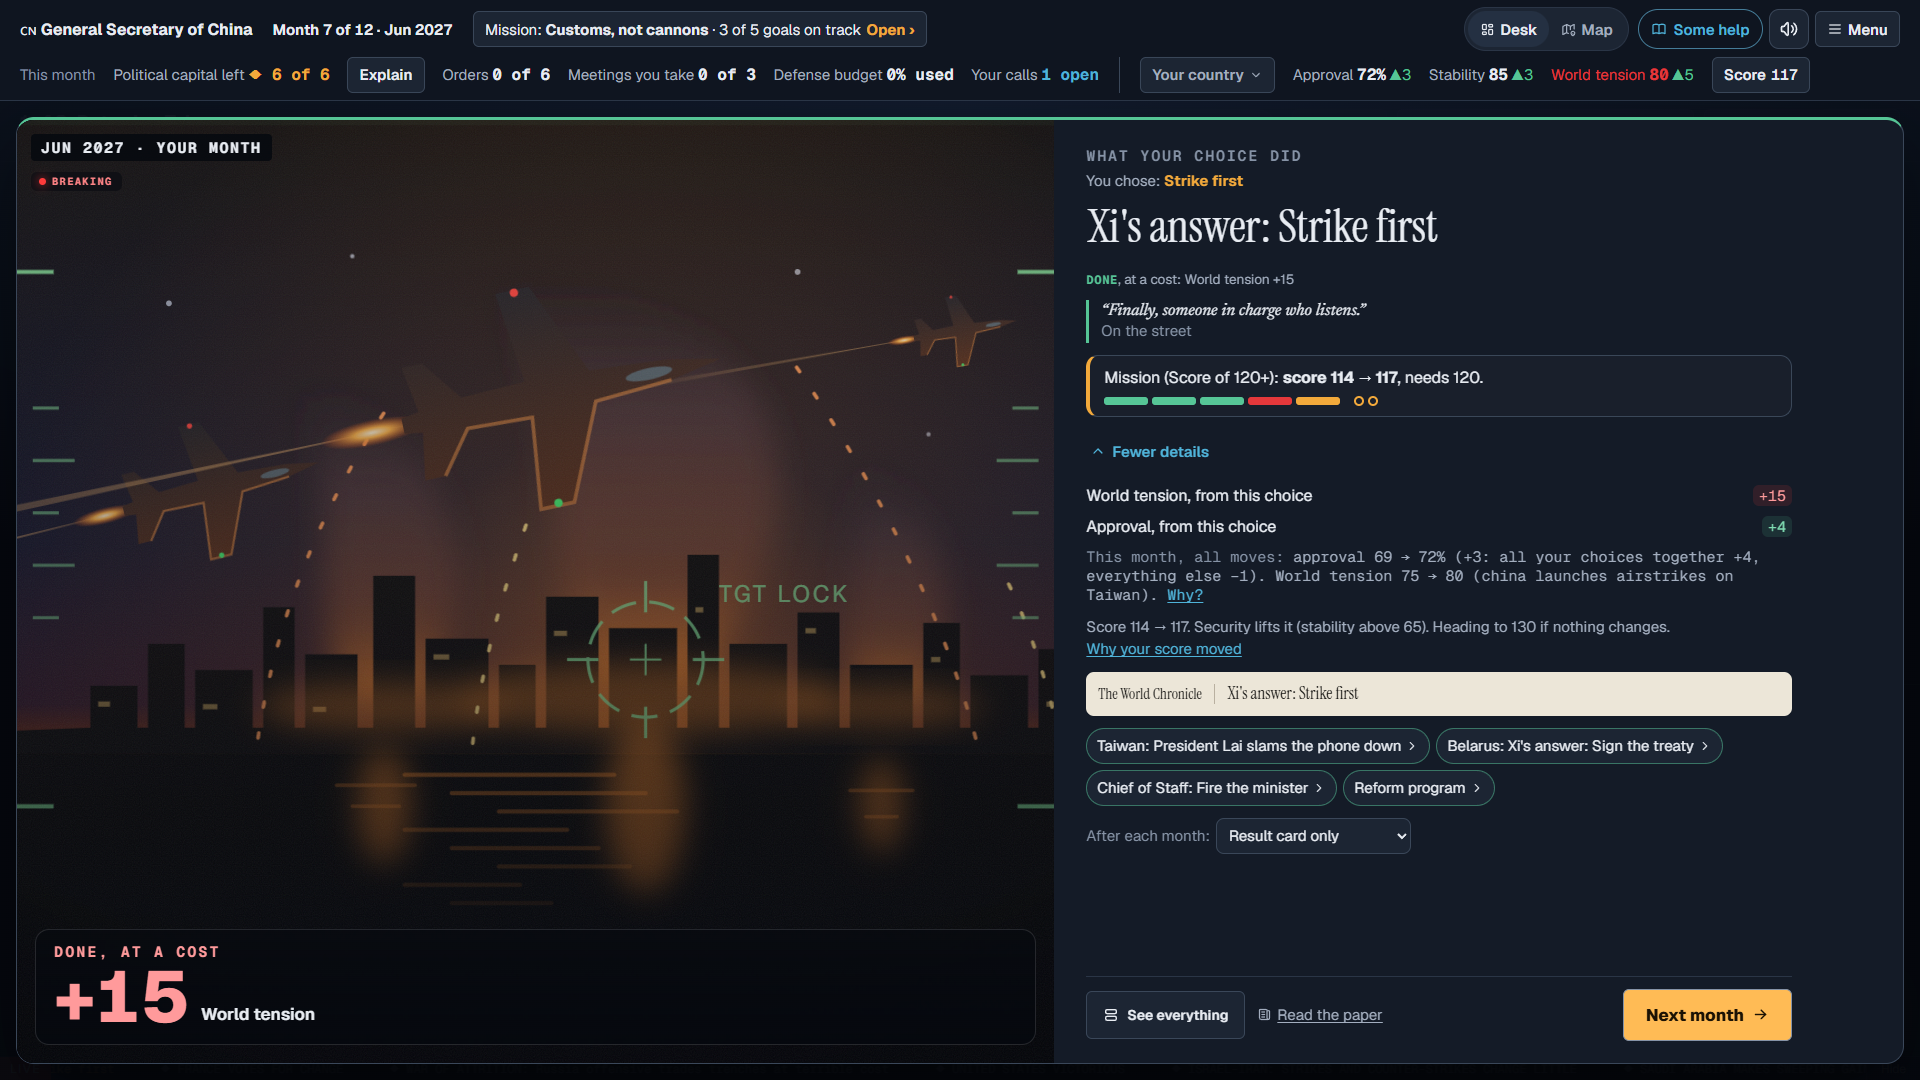 CN General Secretary of China Month 7 of 12 · Jun 2027 Mission: Customs, not cannons · 3 of 5 goals on track Open › Desk Map Some help Menu
This month Political capital left 6 of 6 Explain Orders 0 of 6 Meetings you take 0 of 3 Defense budget 0% used Your calls 1 open Your country Approval 72% ▲3 Stability 85 ▲3 World tension 80 ▲5 Score 117
JUN 2027 · YOUR MONTH
BREAKING
TGT LOCK
DONE, AT A COST
+15 World tension
WHAT YOUR CHOICE DID
You chose: Strike first
Xi's answer: Strike first
DONE, at a cost: World tension +15
“Finally, someone in charge who listens.”
On the street
Mission (Score of 120+): score 114 → 117, needs 120.
Fewer details
World tension, from this choice +15
Approval, from this choice +4
This month, all moves: approval 69 → 72% (+3: all your choices together +4,
everything else −1). World tension 75 → 80 (china launches airstrikes on
Taiwan). Why?
Score 114 → 117. Security lifts it (stability above 65). Heading to 130 if nothing changes.
Why your score moved
The World Chronicle Xi's answer: Strike first
Taiwan: President Lai slams the phone down › Belarus: Xi's answer: Sign the treaty ›
Chief of Staff: Fire the minister › Reform program ›
After each month: Result card only
See everything Read the paper Next month →